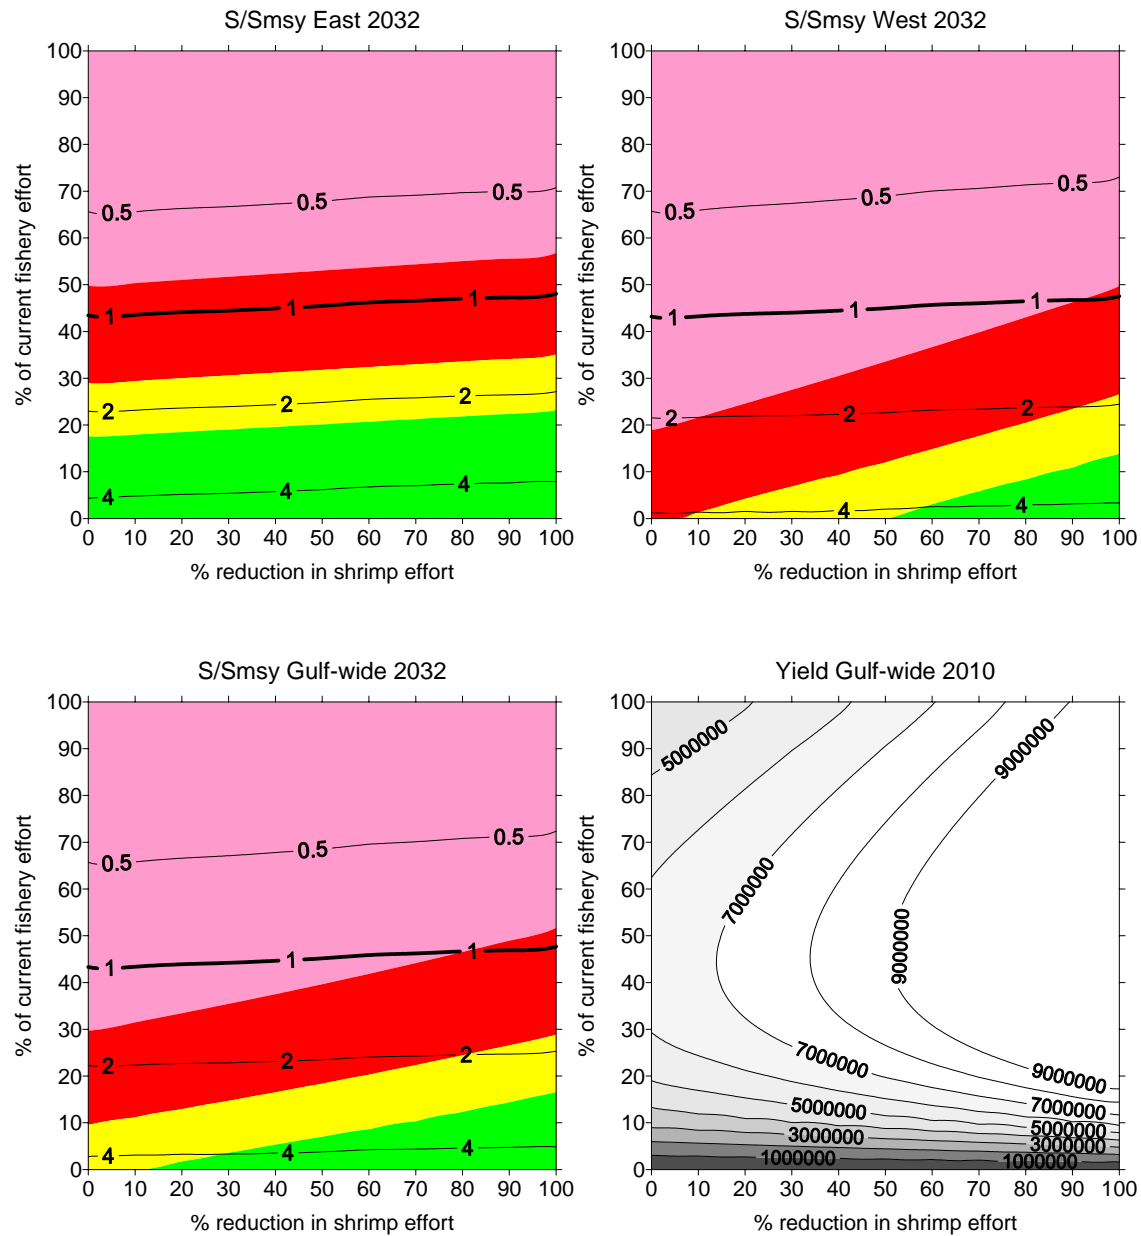 S/Smsy East 2032
% of current fishery effort
100
90
80
70
60
50
40
30
20
10
0
0.5 0.5 0.5
1 1 1
2 2 2
4 4 4
0 10 20 30 40 50 60 70 80 90 100
% reduction in shrimp effort
S/Smsy West 2032
% of current fishery effort
100
90
80
70
60
50
40
30
20
10
0
0.5 0.5 0.5
1 1 1
2 2 2
4 4
0 10 20 30 40 50 60 70 80 90 100
% reduction in shrimp effort
S/Smsy Gulf-wide 2032
% of current fishery effort
100
90
80
70
60
50
40
30
20
10
0
0.5 0.5 0.5
1 1 1
2 2 2
4 4 4
0 10 20 30 40 50 60 70 80 90 100
% reduction in shrimp effort
Yield Gulf-wide 2010
% of current fishery effort
100
90
80
70
60
50
40
30
20
10
0
5000000 9000000
7000000 9000000
7000000 9000000
5000000 7000000
3000000 5000000
3000000
1000000 1000000
0 10 20 30 40 50 60 70 80 90 100
% reduction in shrimp effort